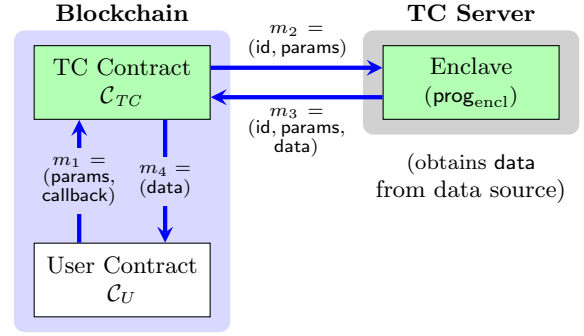 Blockchain
TC Server
TC Contract
C_TC
m₂ =
(id, params)
Enclave
(prog_encl)
m₃ =
(id, params,
data)
m₁ =
(params,
callback)
m₄ =
(data)
(obtains data
from data source)
User Contract
C_U